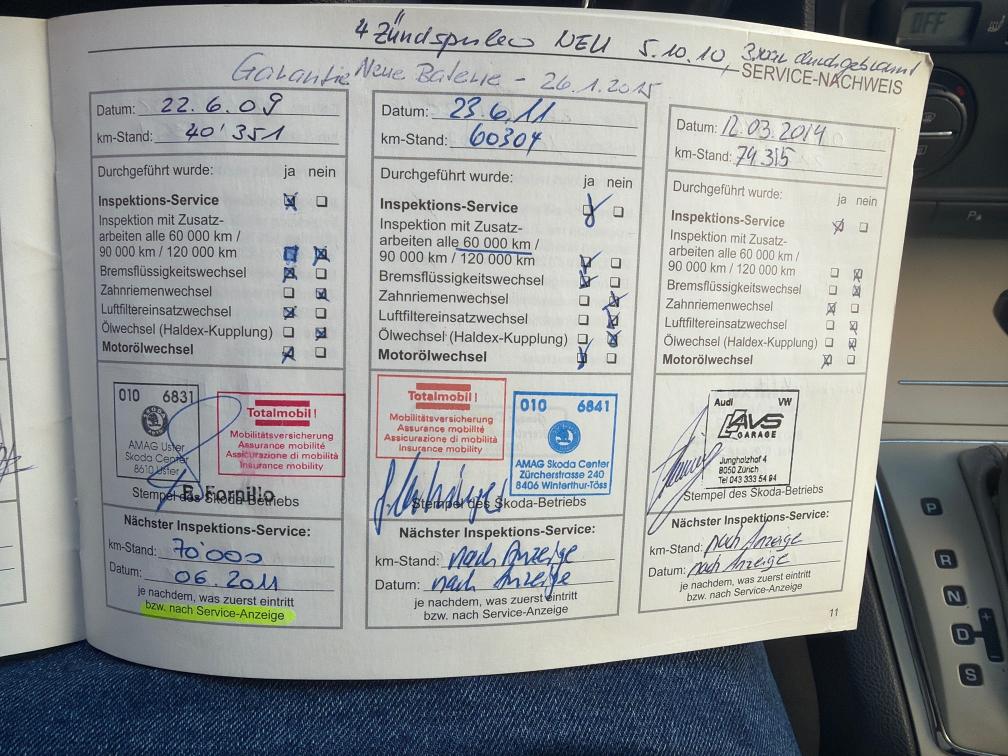 4 Zündspulen NEU 5.10.10, 3xan durchgebrannt
SERVICE-NACHWEIS
Garantie Neue Baterie - 26.1.2015
Datum: 22.6.09
km-Stand: 40'351
Durchgeführt wurde: ja nein
Inspektions-Service
Inspektion mit Zusatz-
arbeiten alle 60 000 km /
90 000 km / 120 000 km
Bremsflüssigkeitswechsel
Zahnriemenwechsel
Luftfiltereinsatzwechsel
Ölwechsel (Haldex-Kupplung)
Motorölwechsel
010 6831
AMAG Uster
Skoda Center
8610 Uster
Totalmobil!
Mobilitätsversicherung
Assurance mobilité
Assicurazione di mobilità
Insurance mobility
E. Fornilio
Stempel des Skoda-Betriebs
Nächster Inspektions-Service:
km-Stand: 70'000
Datum: 06.2011
je nachdem, was zuerst eintritt
bzw. nach Service-Anzeige
Datum: 23.6.11
km-Stand: 60304
Durchgeführt wurde:
ja nein
Inspektions-Service
Inspektion mit Zusatz-
arbeiten alle 60 000 km /
90 000 km / 120 000 km
Bremsflüssigkeitswechsel
Zahnriemenwechsel
Luftfiltereinsatzwechsel
Ölwechsel (Haldex-Kupplung)
Motorölwechsel
Totalmobil!
Mobilitätsversicherung
Assurance mobilité
Assicurazione di mobilità
Insurance mobility
010 6841
AMAG Skoda Center
Zürcherstrasse 240
8406 Winterthur-Töss
Stempel des Skoda-Betriebs
Nächster Inspektions-Service:
km-Stand: nach Anzeige
Datum: nach Anzeige
je nachdem, was zuerst eintritt
bzw. nach Service-Anzeige
Datum: 12.03.2014
km-Stand: 74315
Durchgeführt wurde:
ja nein
Inspektions-Service
Inspektion mit Zusatz-
arbeiten alle 60 000 km /
90 000 km / 120 000 km
Bremsflüssigkeitswechsel
Zahnriemenwechsel
Luftfiltereinsatzwechsel
Ölwechsel (Haldex-Kupplung)
Motorölwechsel
Audi VW
AVS
GARAGE
Jungholzhof 4
8050 Zürich
Tel 043 333 54 94
Stempel des Skoda-Betriebs
Nächster Inspektions-Service:
km-Stand: nach Anzeige
Datum: nach Anzeige
je nachdem, was zuerst eintritt
bzw. nach Service-Anzeige
11
OFF
P
R
N
D
S